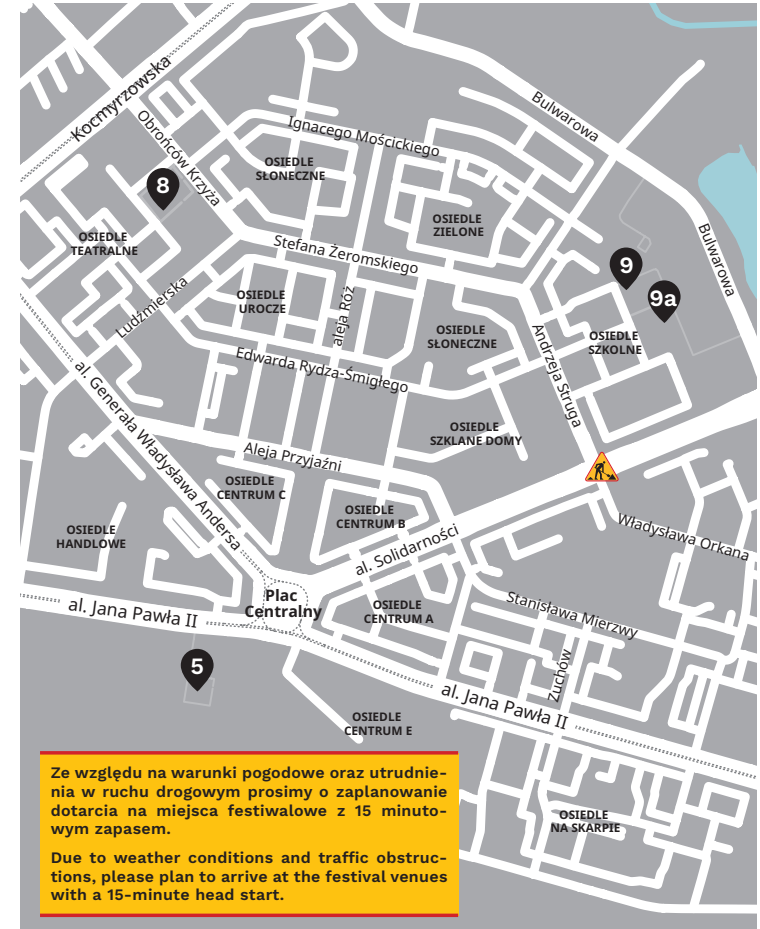 Kocmyrzowska
Obrońców Krzyża
Ignacego Mościckiego
Bulwarowa
OSIEDLE
SŁONECZNE
8
OSIEDLE
ZIELONE
OSIEDLE
TEATRALNE
Stefana Żeromskiego
Bulwarowa
9
9a
Ludźmierska
OSIEDLE
UROCZE
aleja Róż
OSIEDLE
SŁONECZNE
Andrzeja Struga
OSIEDLE
SZKOLNE
Edwarda Rydza-Śmigłego
al. Generała Władysława Andersa
OSIEDLE
SZKLANE DOMY
Aleja Przyjaźni
OSIEDLE
CENTRUM C
OSIEDLE
CENTRUM B
OSIEDLE
HANDLOWE
al. Solidarności
Władysława Orkana
Plac
Centralny
al. Jana Pawła II
OSIEDLE
CENTRUM A
Stanisława Mierzwy
5
Zuchów
al. Jana Pawła II
OSIEDLE
CENTRUM E
OSIEDLE
NA SKARPIE
Ze względu na warunki pogodowe oraz utrudnie-
nia w ruchu drogowym prosimy o zaplanowanie
dotarcia na miejsca festiwalowe z 15 minuto-
wym zapasem.
Due to weather conditions and traffic obstruc-
tions, please plan to arrive at the festival venues
with a 15-minute head start.